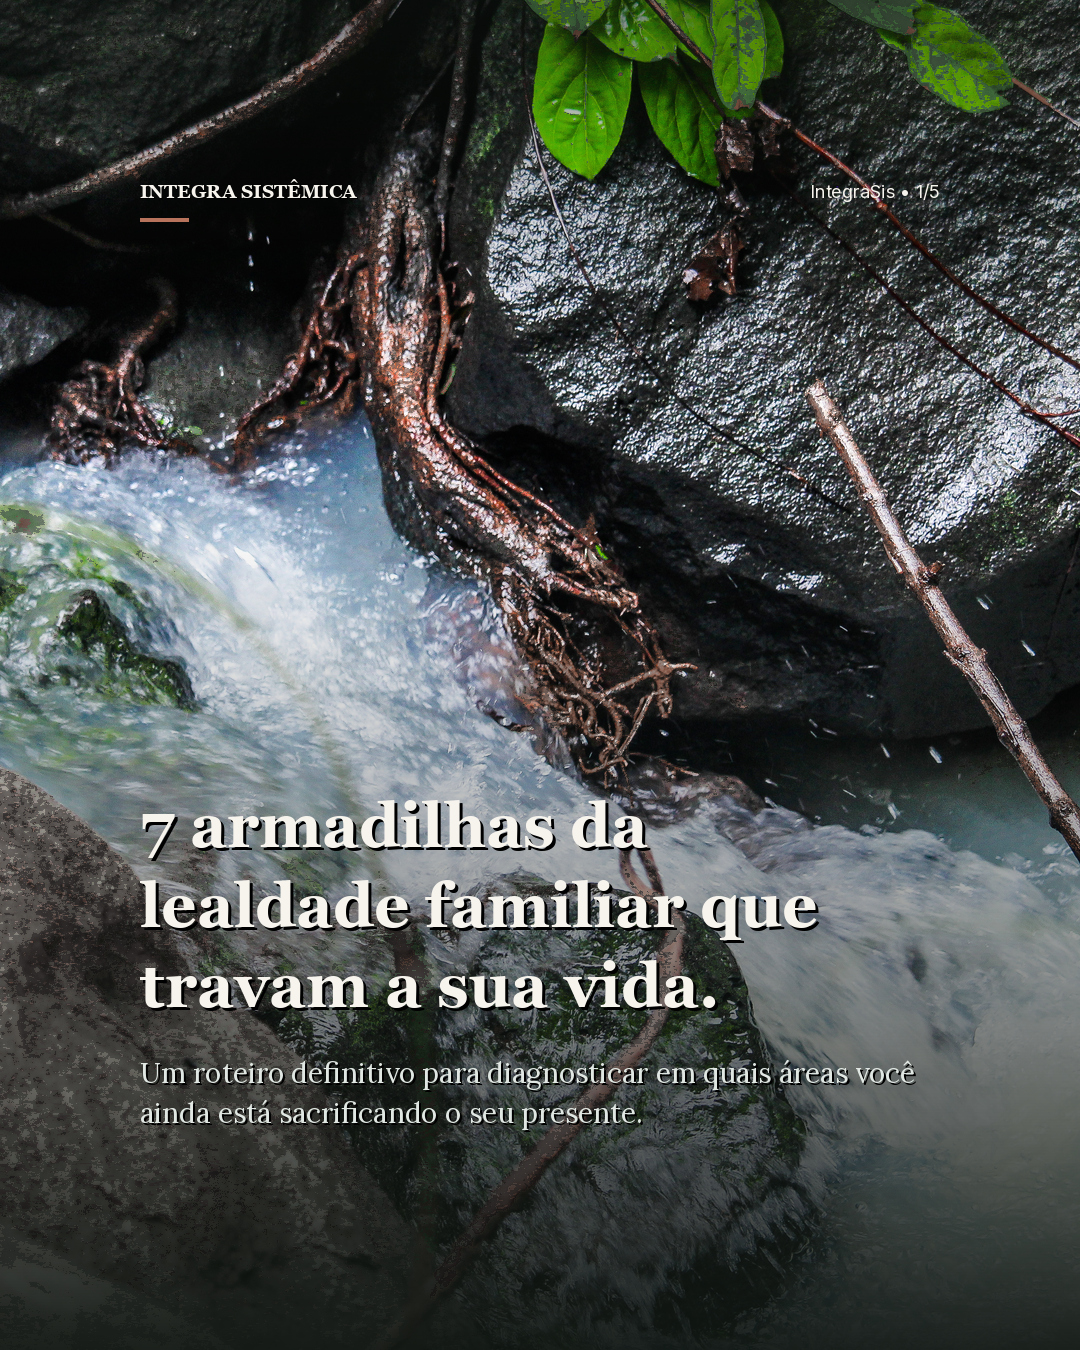 INTEGRA SISTÊMICA
IntegraSis • 1/5
7 armadilhas da
lealdade familiar que
travam a sua vida.
Um roteiro definitivo para diagnosticar em quais áreas você
ainda está sacrificando o seu presente.